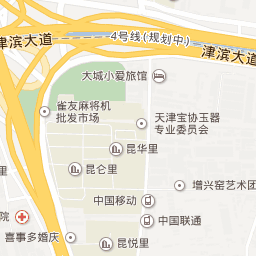 津滨大道
4号线(规划中)
津滨大道
大城小爱旅馆
雀友麻将机
批发市场
天津宝协玉器
专业委员会
昆华里
昆仑里
增兴窑艺术团
中国移动
中国联通
院
喜事多婚庆
昆悦里